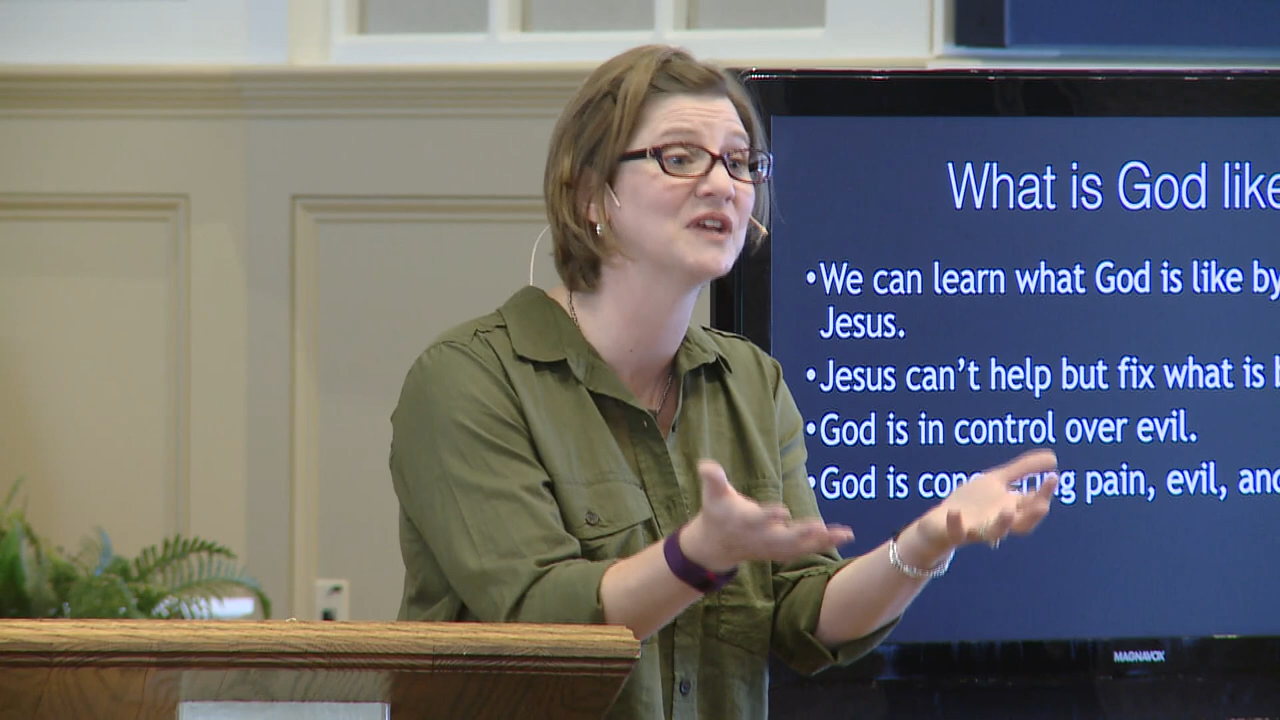 What is God like
•We can learn what God is like by
Jesus.
•Jesus can't help but fix what is
•God is in control over evil.
•God is pain, evil, and
MAGNAVOX